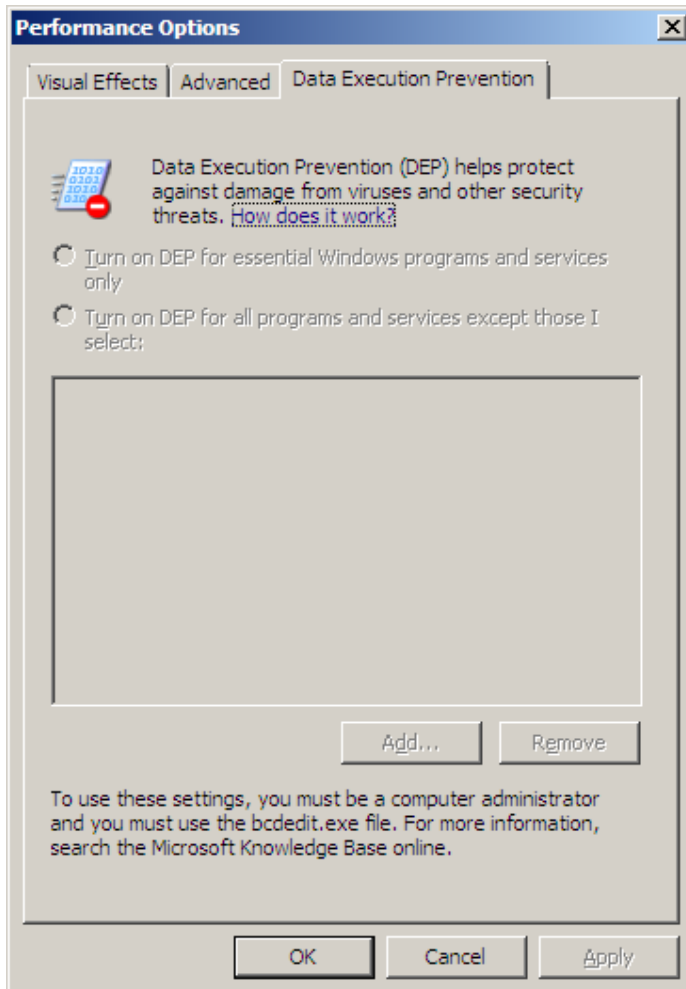 Performance Options
Visual Effects Advanced Data Execution Prevention
1010
0101
1010
010
Data Execution Prevention (DEP) helps protect
against damage from viruses and other security
threats. How does it work?
Turn on DEP for essential Windows programs and services
only
Turn on DEP for all programs and services except those I
select:
Add... Remove
To use these settings, you must be a computer administrator
and you must use the bcdedit.exe file. For more information,
search the Microsoft Knowledge Base online.
OK Cancel Apply